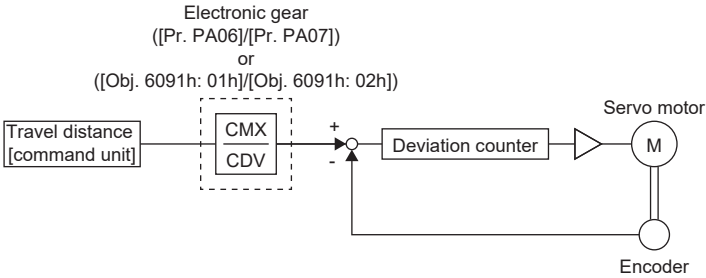 Electronic gear
([Pr. PA06]/[Pr. PA07])
or
([Obj. 6091h: 01h]/[Obj. 6091h: 02h])
Servo motor
Travel distance
[command unit]
CMX
CDV
+
-
Deviation counter
M
Encoder